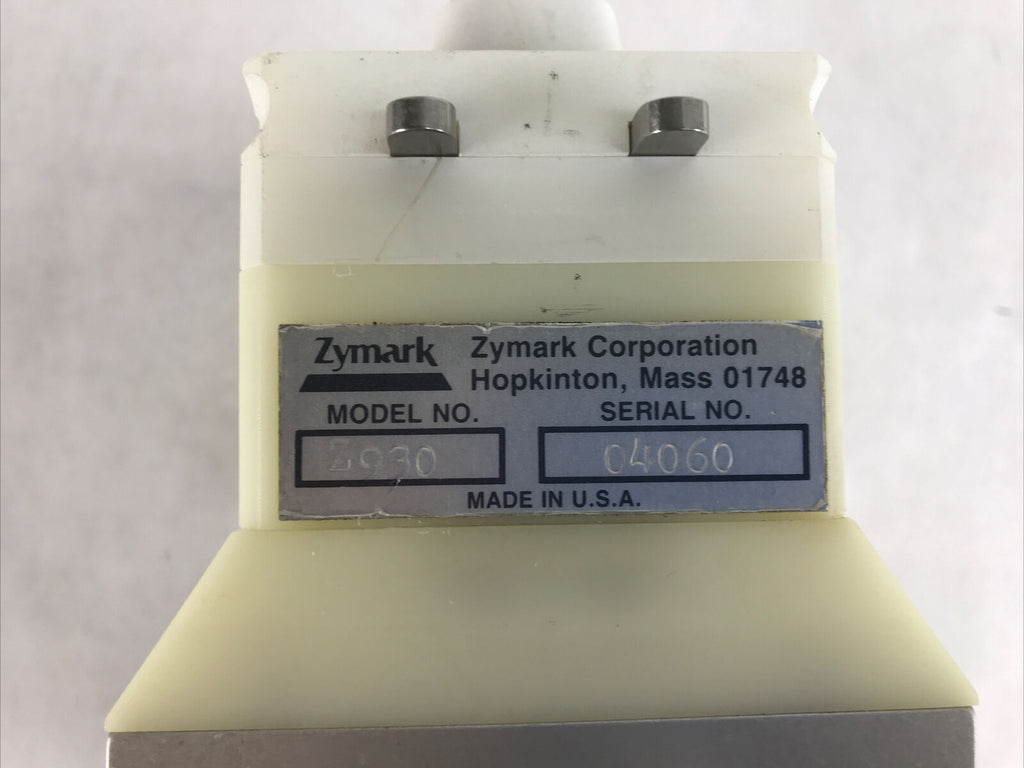 Zymark
Zymark Corporation
Hopkinton, Mass 01748
MODEL NO.
SERIAL NO.
Z930
04060
MADE IN U.S.A.